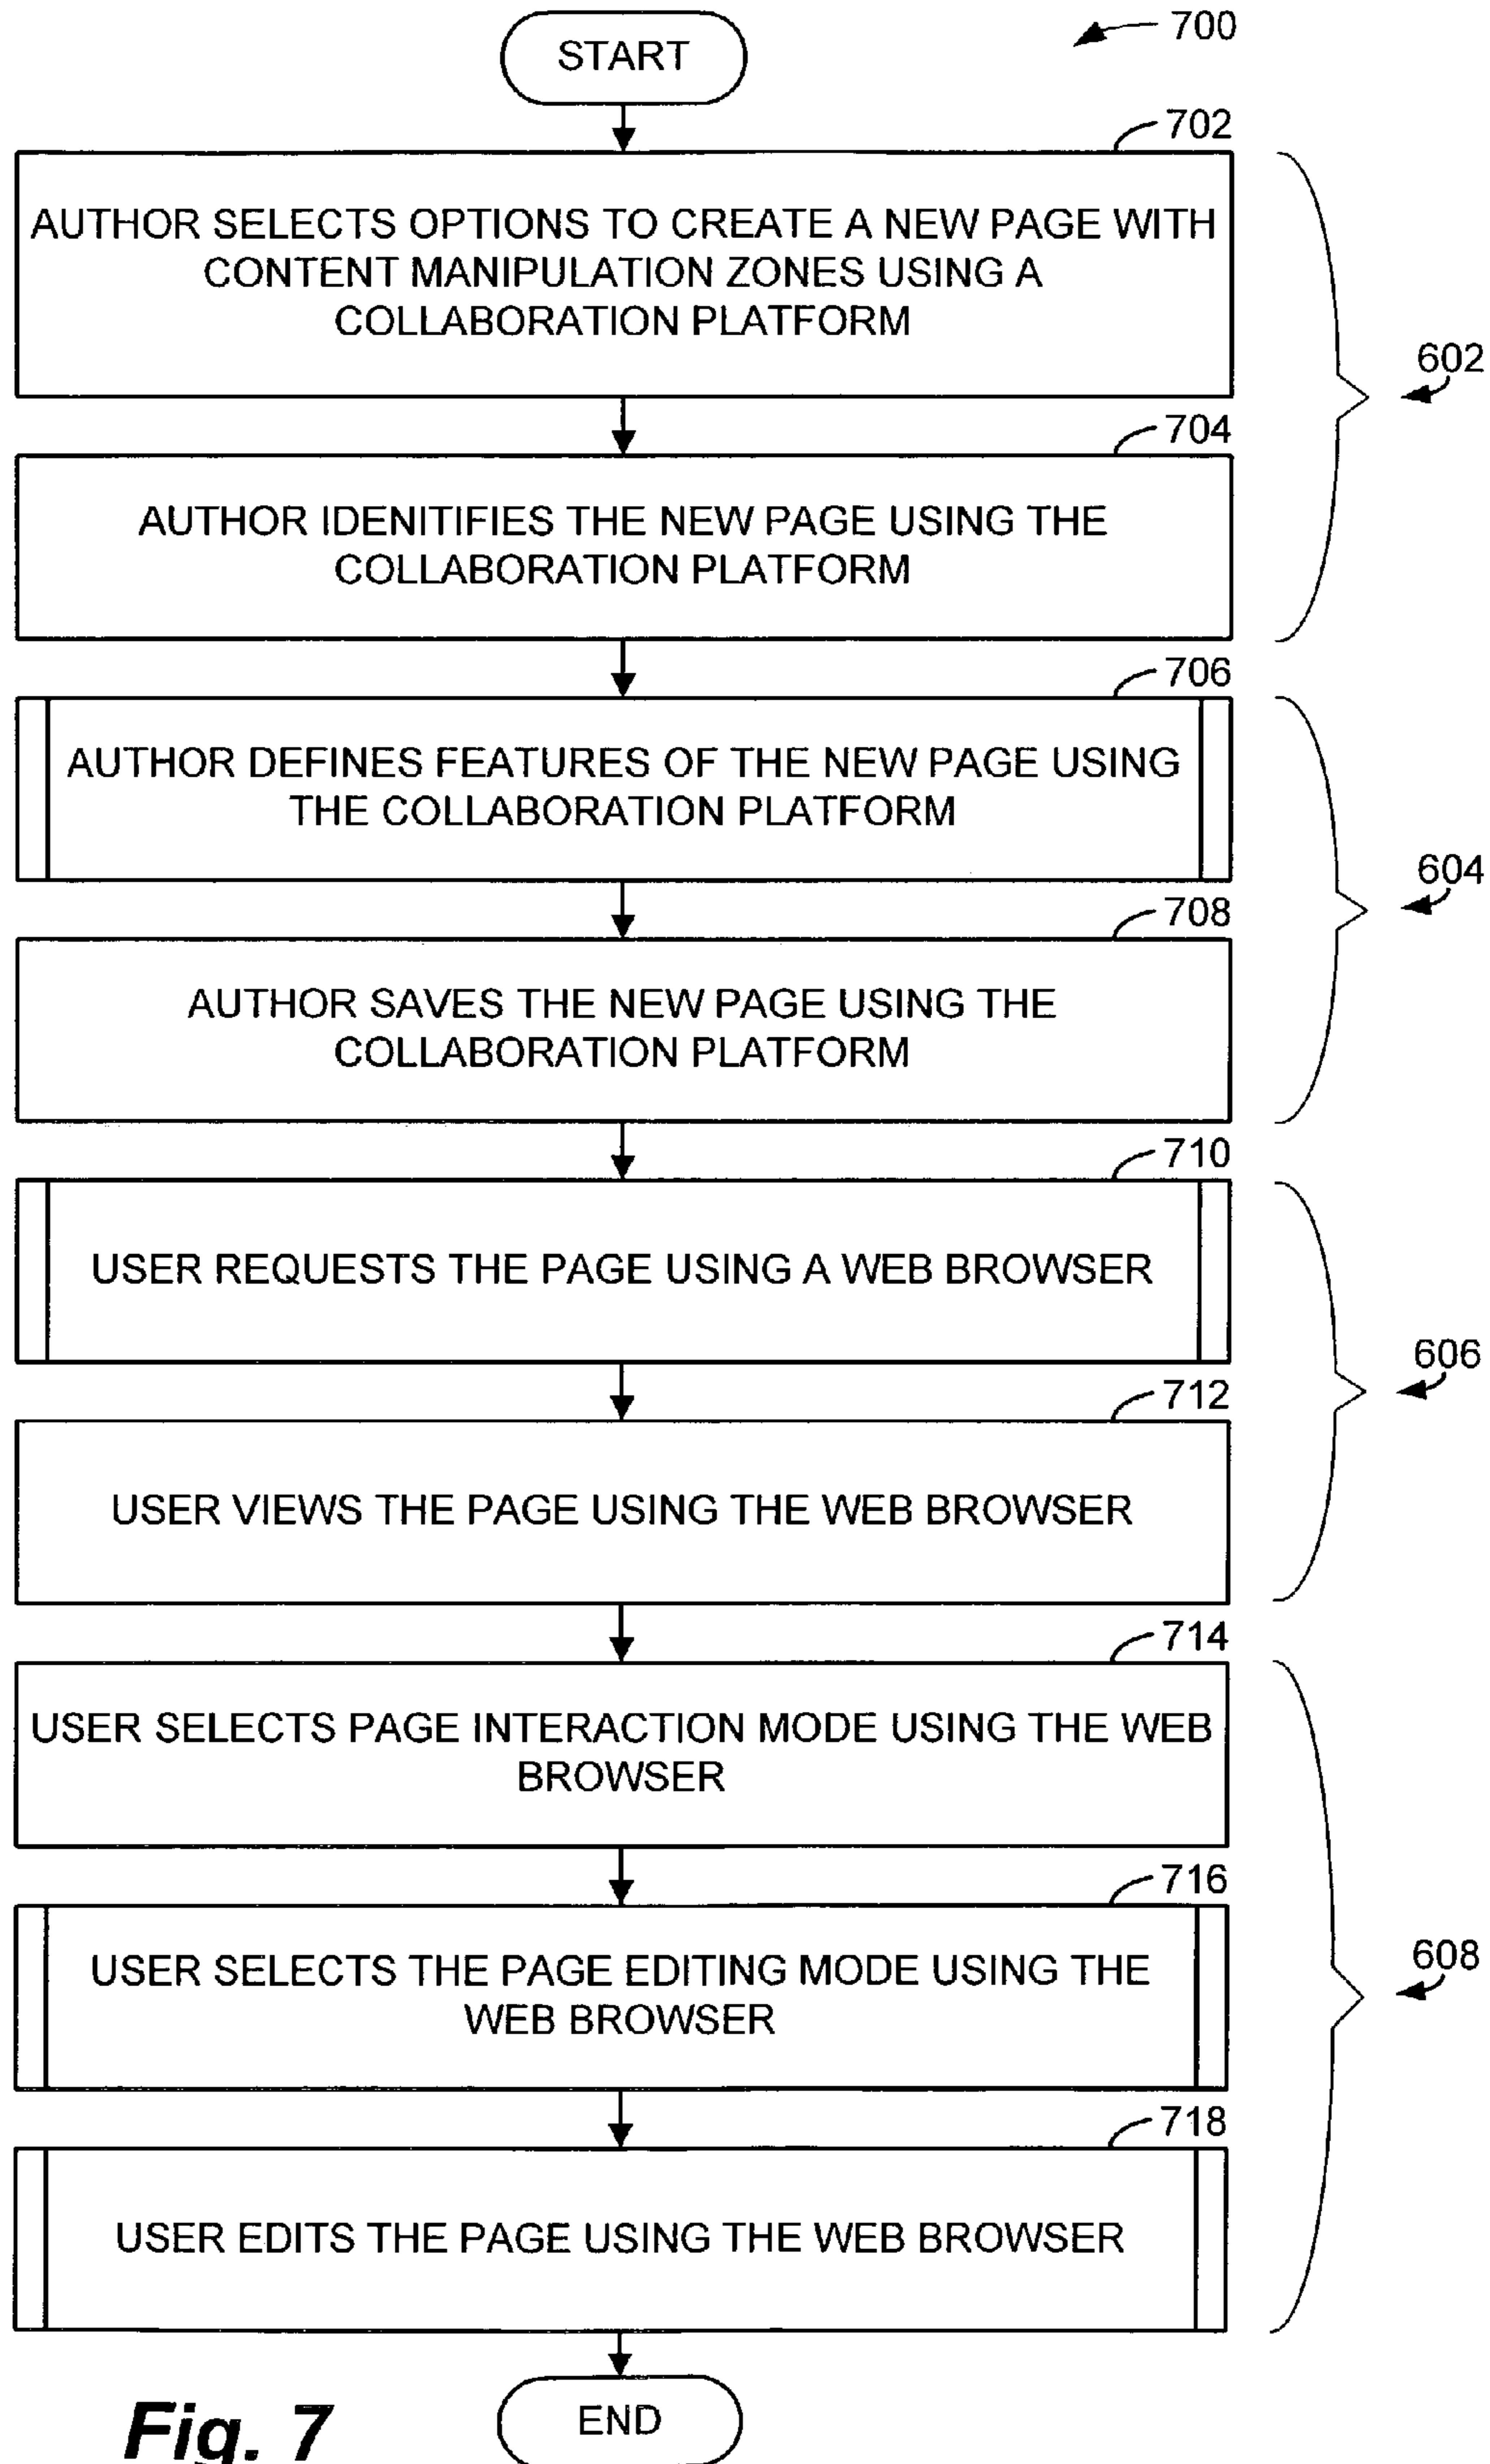 START
700
702
AUTHOR SELECTS OPTIONS TO CREATE A NEW PAGE WITH
CONTENT MANIPULATION ZONES USING A
COLLABORATION PLATFORM
602
704
AUTHOR IDENITIFIES THE NEW PAGE USING THE
COLLABORATION PLATFORM
706
AUTHOR DEFINES FEATURES OF THE NEW PAGE USING
THE COLLABORATION PLATFORM
604
708
AUTHOR SAVES THE NEW PAGE USING THE
COLLABORATION PLATFORM
710
USER REQUESTS THE PAGE USING A WEB BROWSER
606
712
USER VIEWS THE PAGE USING THE WEB BROWSER
714
USER SELECTS PAGE INTERACTION MODE USING THE WEB
BROWSER
716
USER SELECTS THE PAGE EDITING MODE USING THE
WEB BROWSER
608
718
USER EDITS THE PAGE USING THE WEB BROWSER
END
Fig. 7